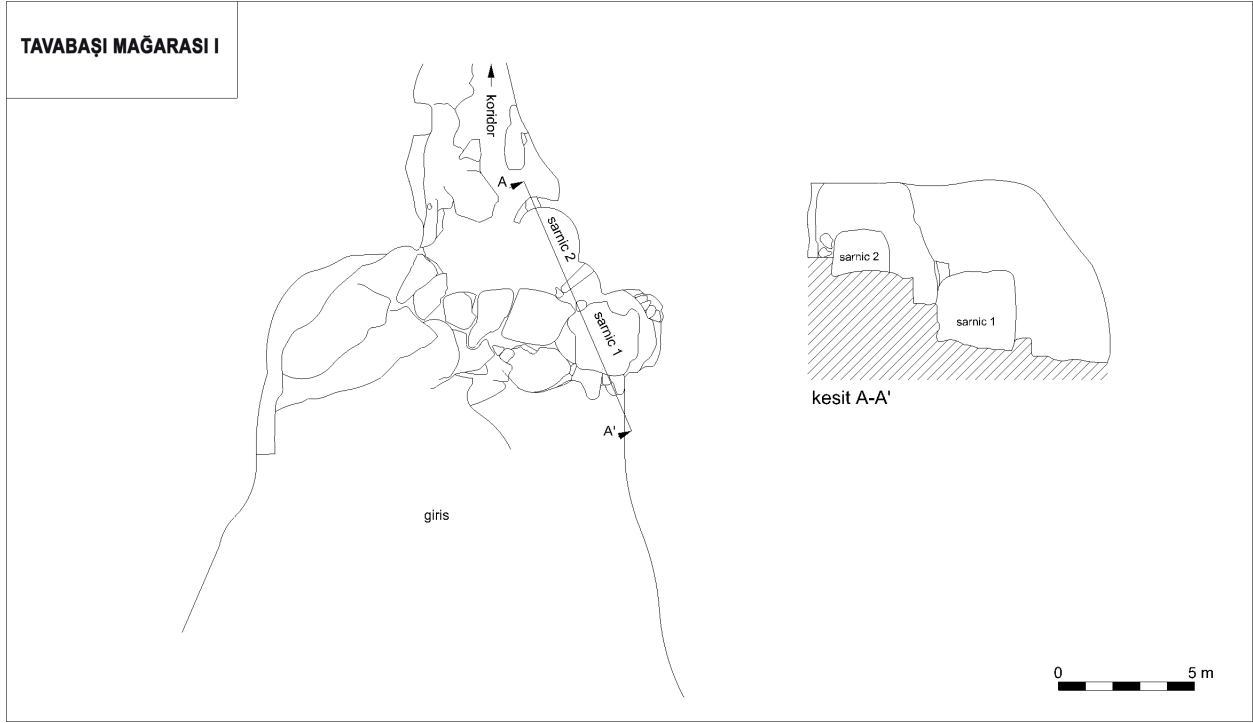 TAVABAŞI MAĞARASI I
koridor
A
sarnic 2
sarnic 1
A'
giris
sarnic 2
sarnic 1
kesit A-A'
0 5 m